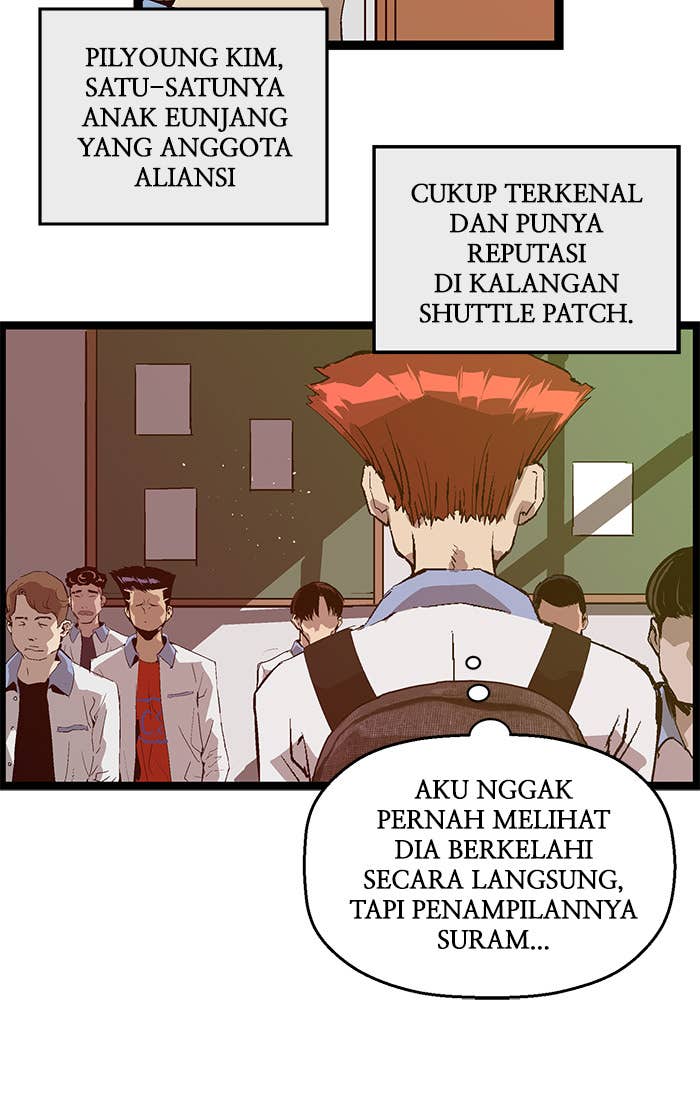 PILYOUNG KIM,
SATU-SATUNYA
ANAK EUNJANG
YANG ANGGOTA
ALIANSI
CUKUP TERKENAL
DAN PUNYA
REPUTASI
DI KALANGAN
SHUTTLE PATCH.
AKU NGGAK
PERNAH MELIHAT
DIA BERKELAHI
SECARA LANGSUNG,
TAPI PENAMPILANNYA
SURAM...